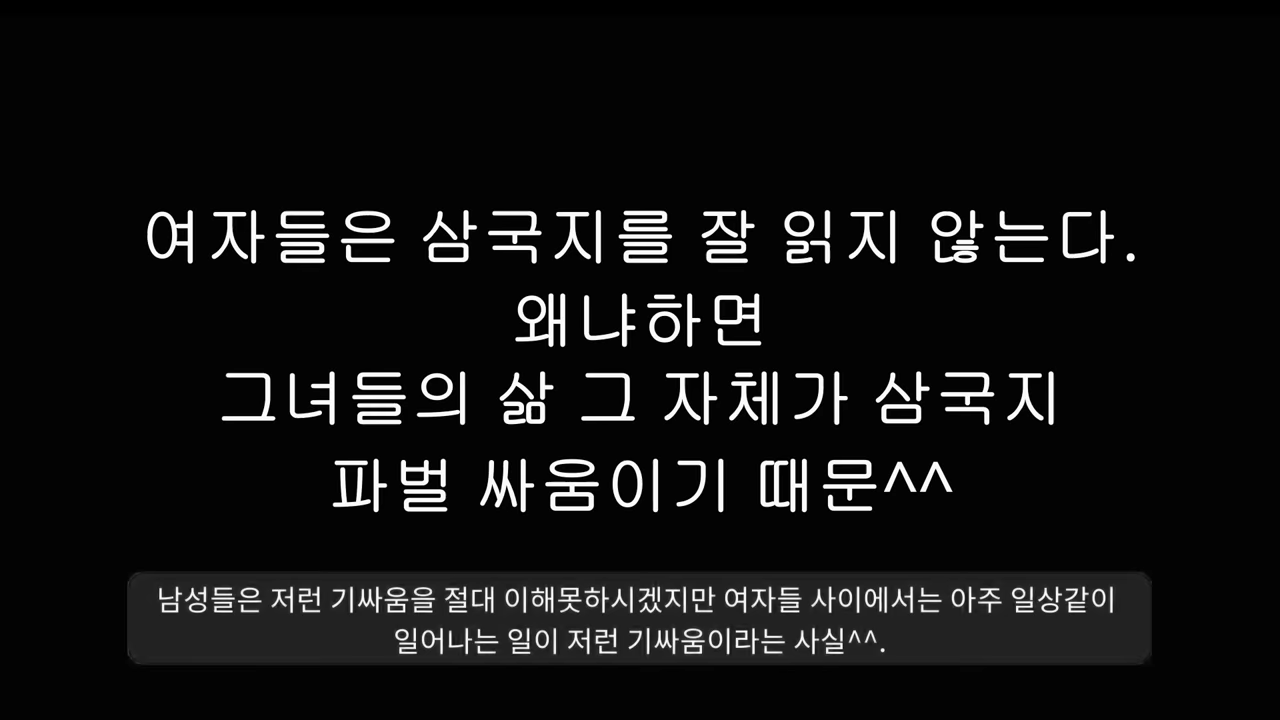 여자들은 삼국지를 잘 읽지 않는다.
왜냐하면
그녀들의 삶 그 자체가 삼국지
파벌 싸움이기 때문^^
남성들은 저런 기싸움을 절대 이해못하시겠지만 여자들 사이에서는 아주 일상같이
일어나는 일이 저런 기싸움이라는 사실^^.